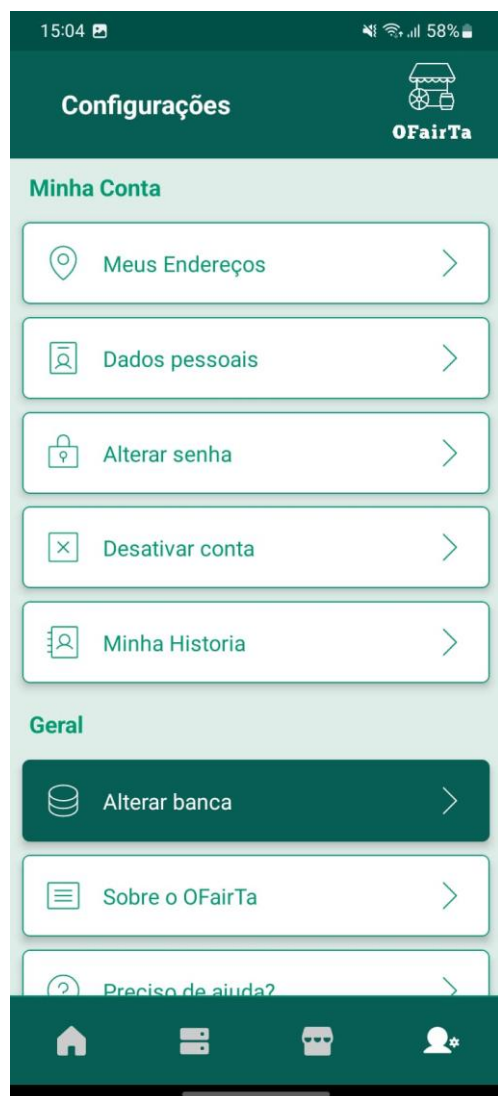 15:04 58%
Configurações
OFairTa
Minha Conta
Meus Endereços
Dados pessoais
Alterar senha
Desativar conta
Minha Historia
Geral
Alterar banca
Sobre o OFairTa
Preciso de ajuda?